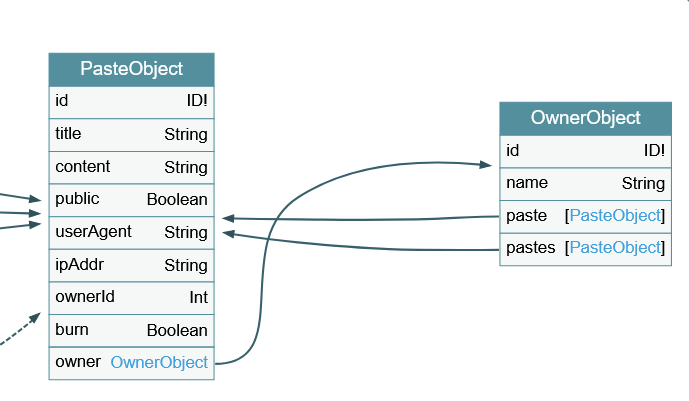 PasteObject
id ID!
title String
content String
public Boolean
userAgent String
ipAddr String
ownerId Int
burn Boolean
owner OwnerObject
OwnerObject
id ID!
name String
paste [PasteObject]
pastes [PasteObject]